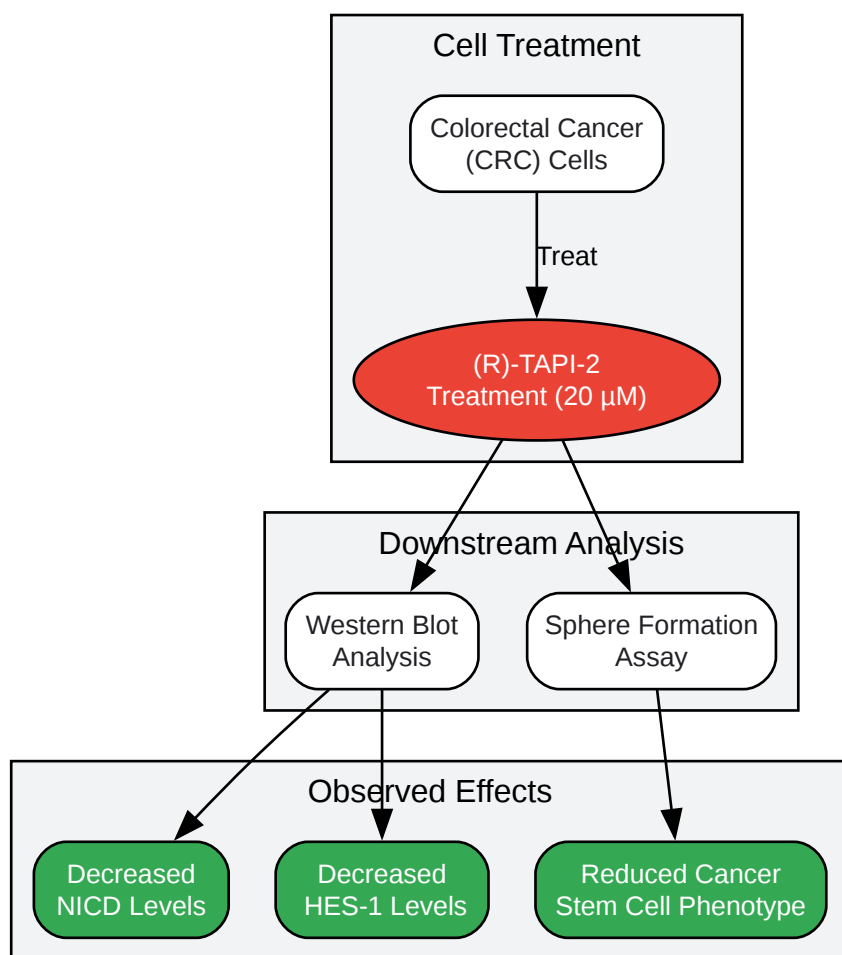 Cell Treatment
Colorectal Cancer
(CRC) Cells
Treat
(R)-TAPI-2
Treatment (20 µM)
Downstream Analysis
Western Blot
Analysis
Sphere Formation
Assay
Observed Effects
Decreased
NICD Levels
Decreased
HES-1 Levels
Reduced Cancer
Stem Cell Phenotype